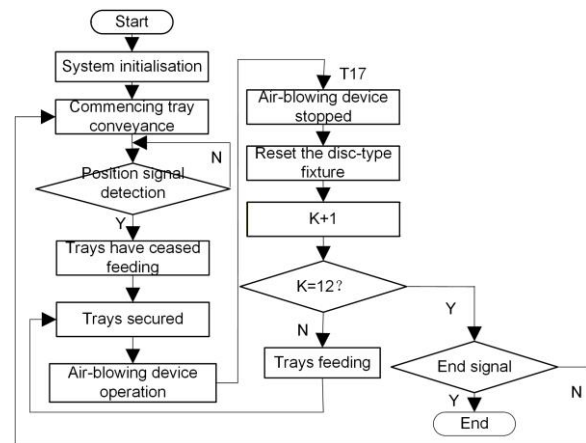 Start
System initialisation
Commencing tray
conveyance
N
Position signal
detection
Y
Trays have ceased
feeding
Trays secured
Air-blowing device
operation
T17
Air-blowing device
stopped
Reset the disc-type
fixture
K+1
K=12?
Y
N
Trays feeding
End signal
N
Y
End